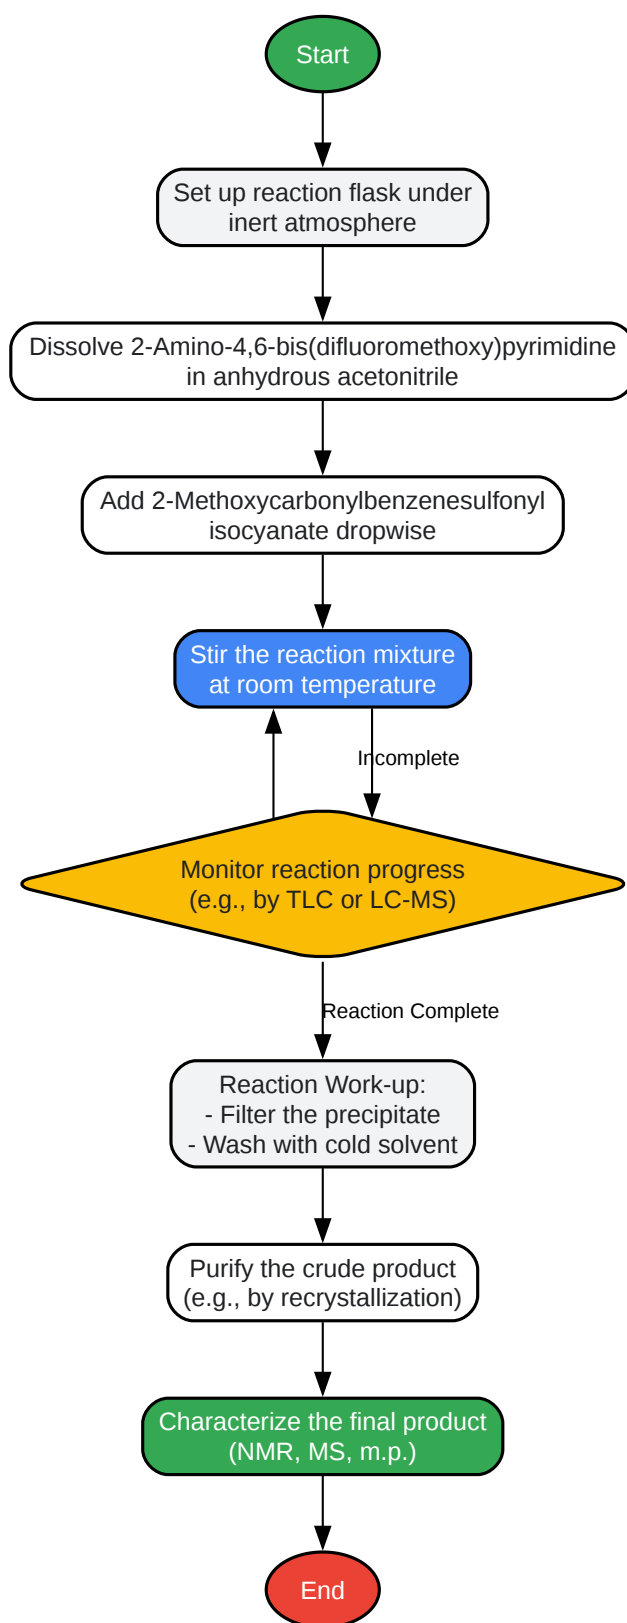 Start
Set up reaction flask under
inert atmosphere
Dissolve 2-Amino-4,6-bis(difluoromethoxy)pyrimidine
in anhydrous acetonitrile
Add 2-Methoxycarbonylbenzenesulfonyl
isocyanate dropwise
Stir the reaction mixture
at room temperature
Incomplete
Monitor reaction progress
(e.g., by TLC or LC-MS)
Reaction Complete
Reaction Work-up:
- Filter the precipitate
- Wash with cold solvent
Purify the crude product
(e.g., by recrystallization)
Characterize the final product
(NMR, MS, m.p.)
End